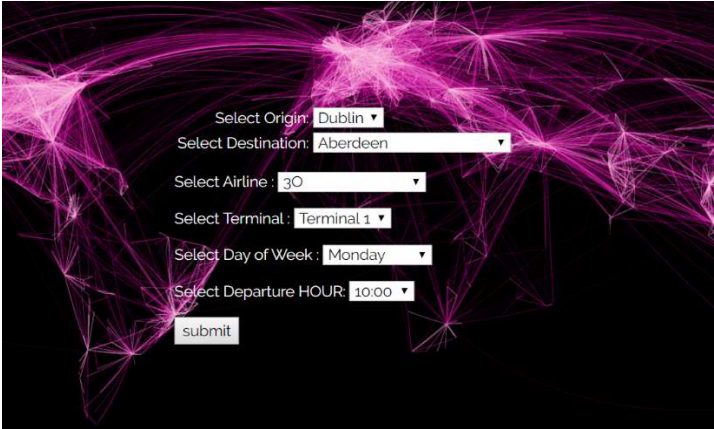 Select Origin: Dublin
Select Destination: Aberdeen
Select Airline : 3O
Select Terminal : Terminal 1
Select Day of Week : Monday
Select Departure HOUR: 10:00
submit